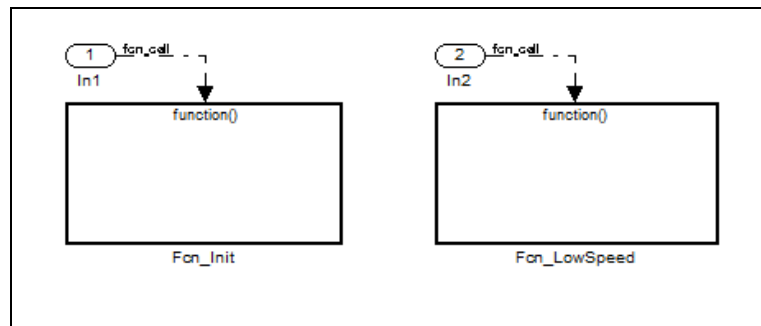 1
fcn_call
In1
function()
Fcn_Init
2
fcn_call
In2
function()
Fcn_LowSpeed